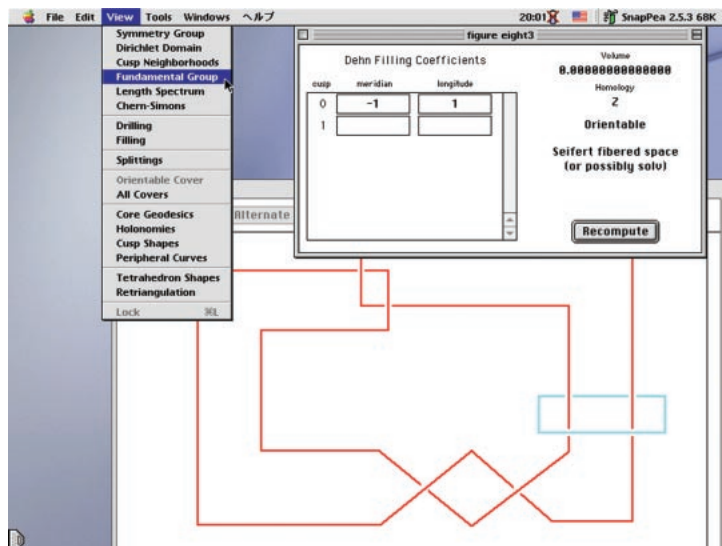 File Edit View Tools Windows ヘルプ 20:01 SnapPea 2.5.3 68K
Symmetry Group
Dirichlet Domain
Cusp Neighborhoods
Fundamental Group
Length Spectrum
Chern-Simons
Drilling
Filling
Splittings
Orientable Cover
All Covers
Core Geodesics
Holonomies
Cusp Shapes
Peripheral Curves
Tetrahedron Shapes
Retriangulation
Lock ⌘L
Alternate
figure eight3
Dehn Filling Coefficients
cusp meridian longitude
0 -1 1
1
Volume
0.00000000000000
Homology
Z
Orientable
Seifert fibered space
(or possibly solv)
Recompute